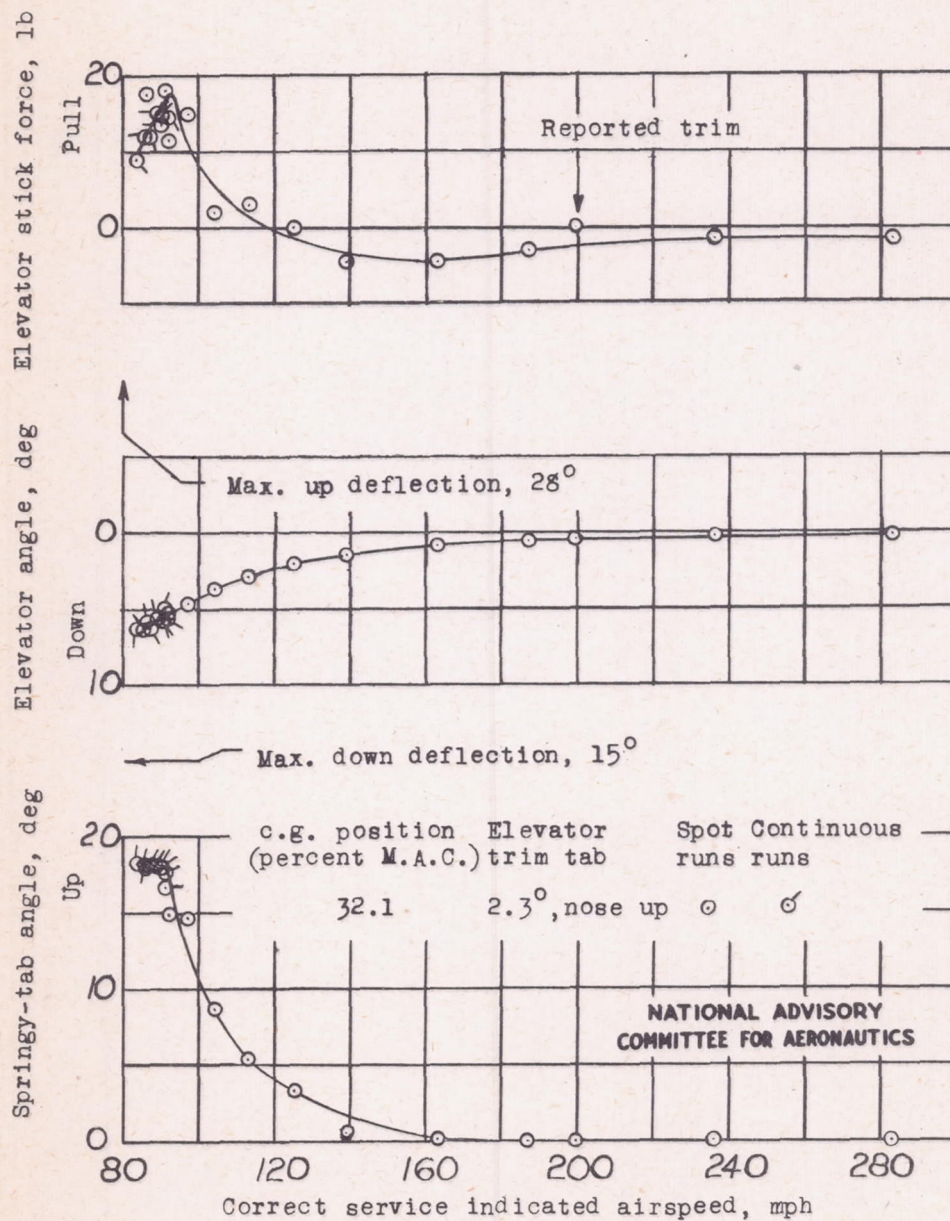 Elevator stick force, lb
Pull
20
0
Reported trim
Elevator angle, deg
Down
Max. up deflection, 28°
0
10
Max. down deflection, 15°
Springy-tab angle, deg
Up
20
10
0
c.g. position Elevator Spot Continuous
(percent M.A.C.) trim tab runs runs
32.1 2.3°, nose up
NATIONAL ADVISORY
COMMITTEE FOR AERONAUTICS
80 120 160 200 240 280
Correct service indicated airspeed, mph